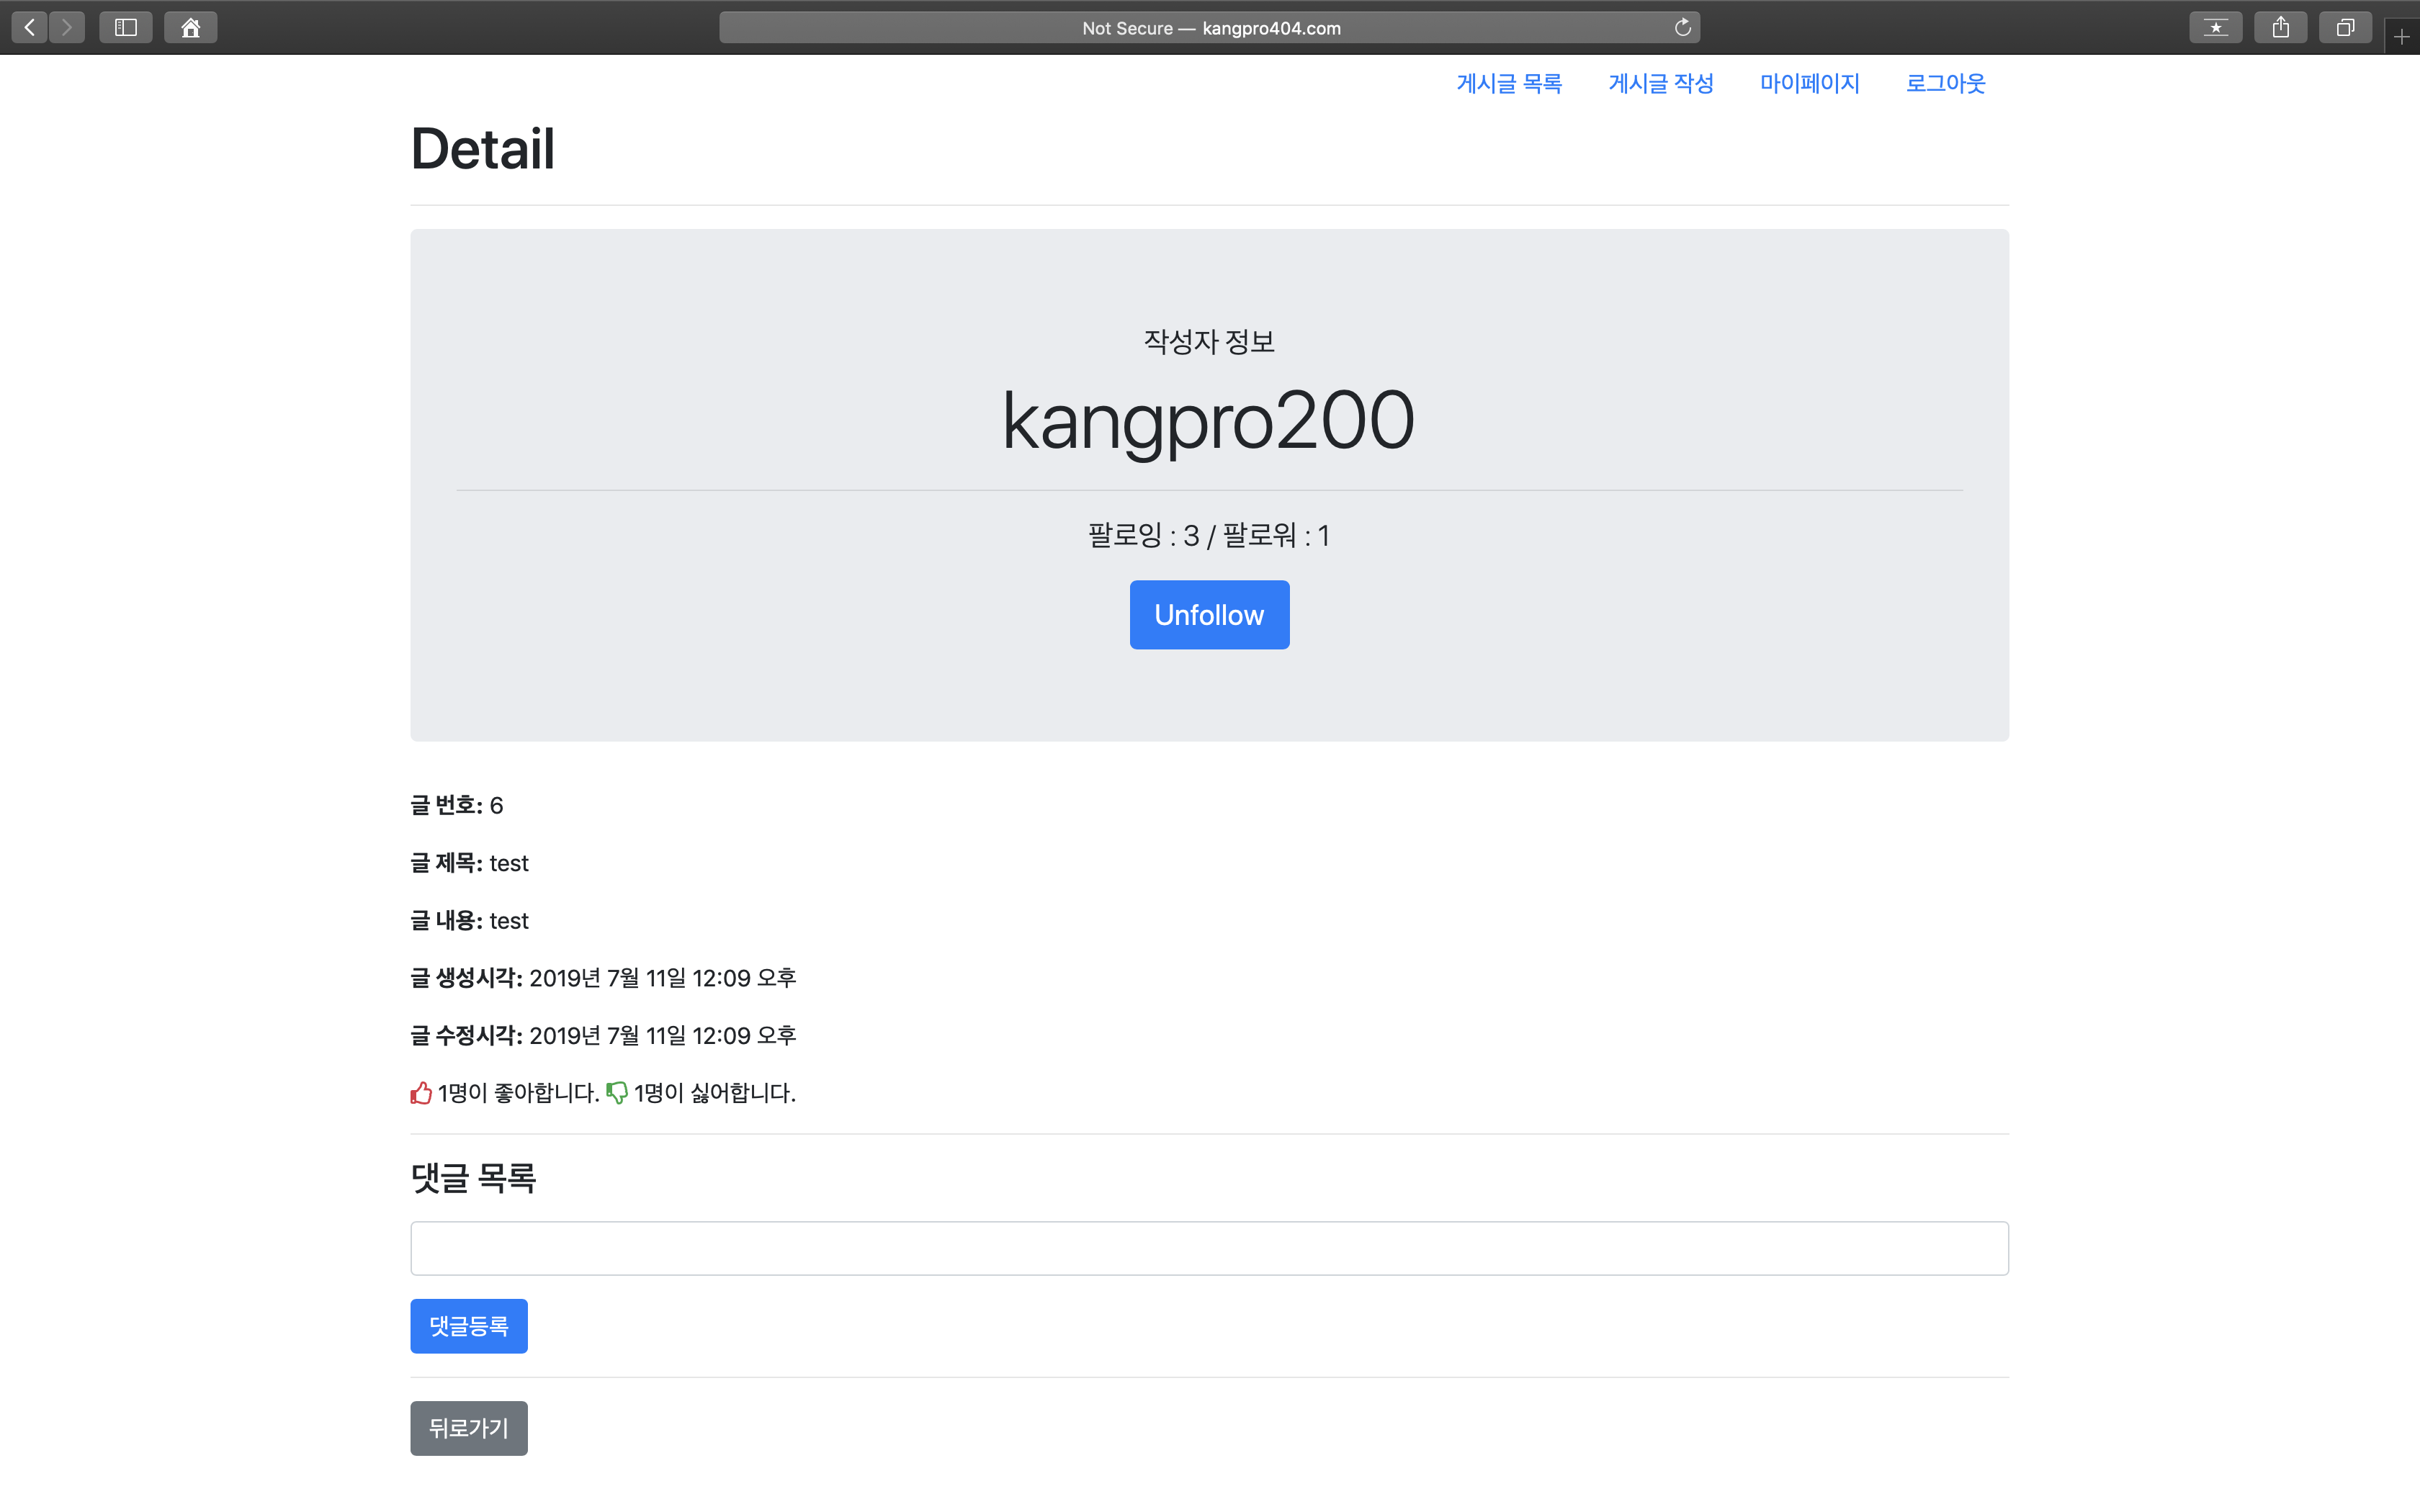 Not Secure — kangpro404.com
게시글 목록 게시글 작성 마이페이지 로그아웃
Detail
작성자 정보
kangpro200
팔로잉 : 3 / 팔로워 : 1
Unfollow
글 번호: 6
글 제목: test
글 내용: test
글 생성시각: 2019년 7월 11일 12:09 오후
글 수정시각: 2019년 7월 11일 12:09 오후
1명이 좋아합니다. 1명이 싫어합니다.
댓글 목록
댓글등록
뒤로가기